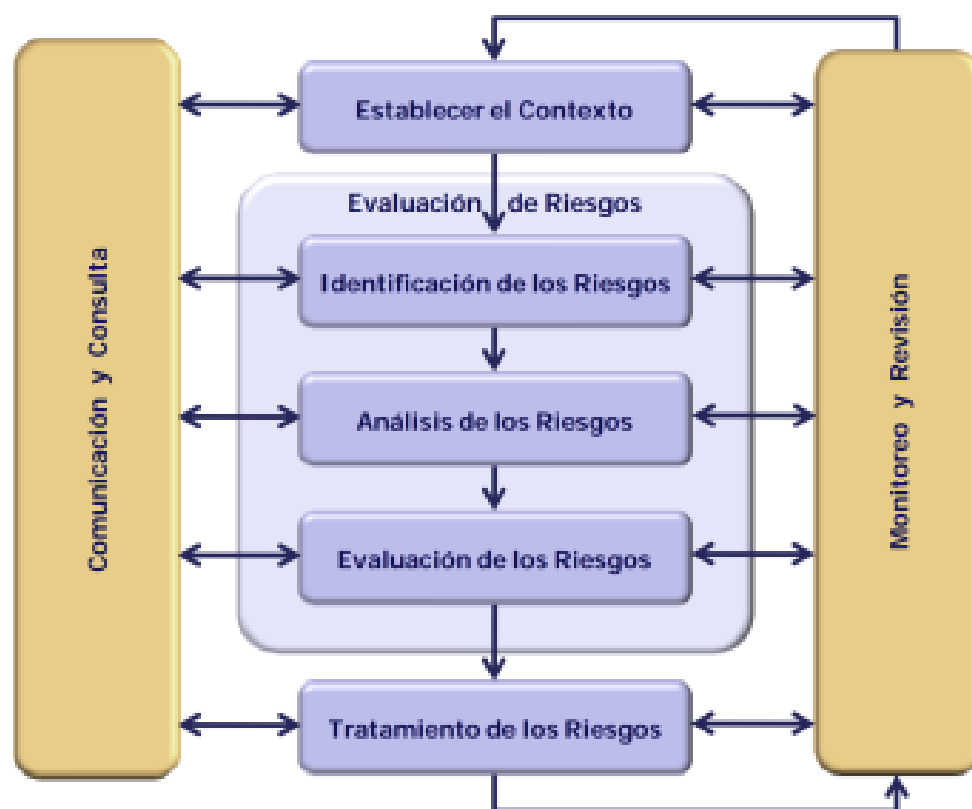 Establecer el Contexto
Evaluación de Riesgos
Identificación de los Riesgos
Análisis de los Riesgos
Evaluación de los Riesgos
Tratamiento de los Riesgos
Comunicación y Consulta
Monitoreo y Revisión